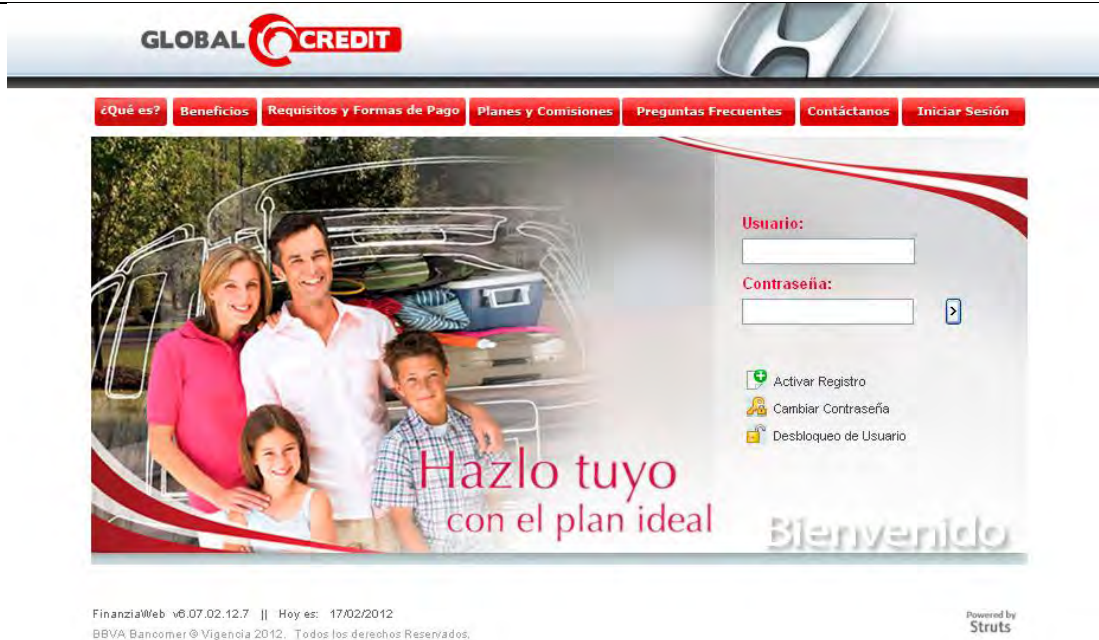 GLOBAL CREDIT
¿Qué es? Beneficios Requisitos y Formas de Pago Planes y Comisiones Preguntas Frecuentes Contáctanos Iniciar Sesión
Usuario:
Contraseña:
>
Activar Registro
Cambiar Contraseña
Desbloqueo de Usuario
Hazlo tuyo
con el plan ideal
Bienvenido
FinanziaWeb v6.07.02.12.7 || Hoy es: 17/02/2012
BBVA Bancomer @ Vigencia 2012. Todos los derechos Reservados.
Powered by
Struts